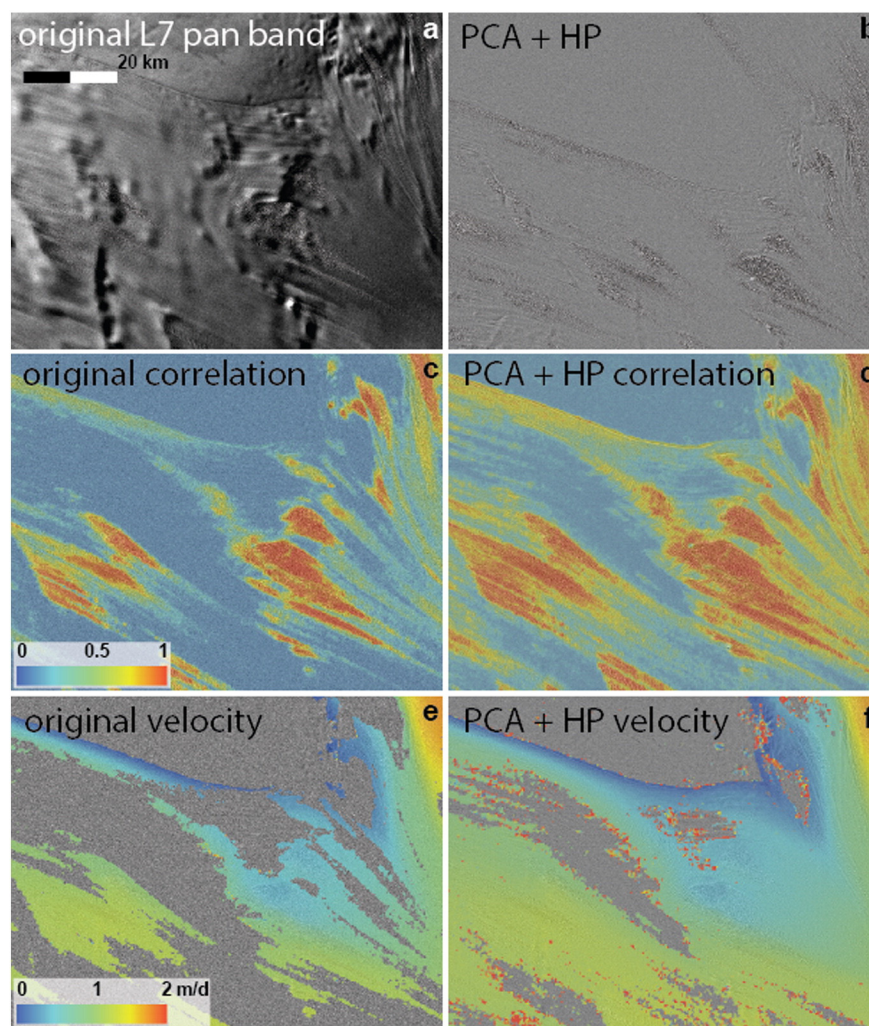 original L7 pan band a
20 km
PCA + HP b
original correlation c
0 0.5 1
PCA + HP correlation d
original velocity e
0 1 2 m/d
PCA + HP velocity f